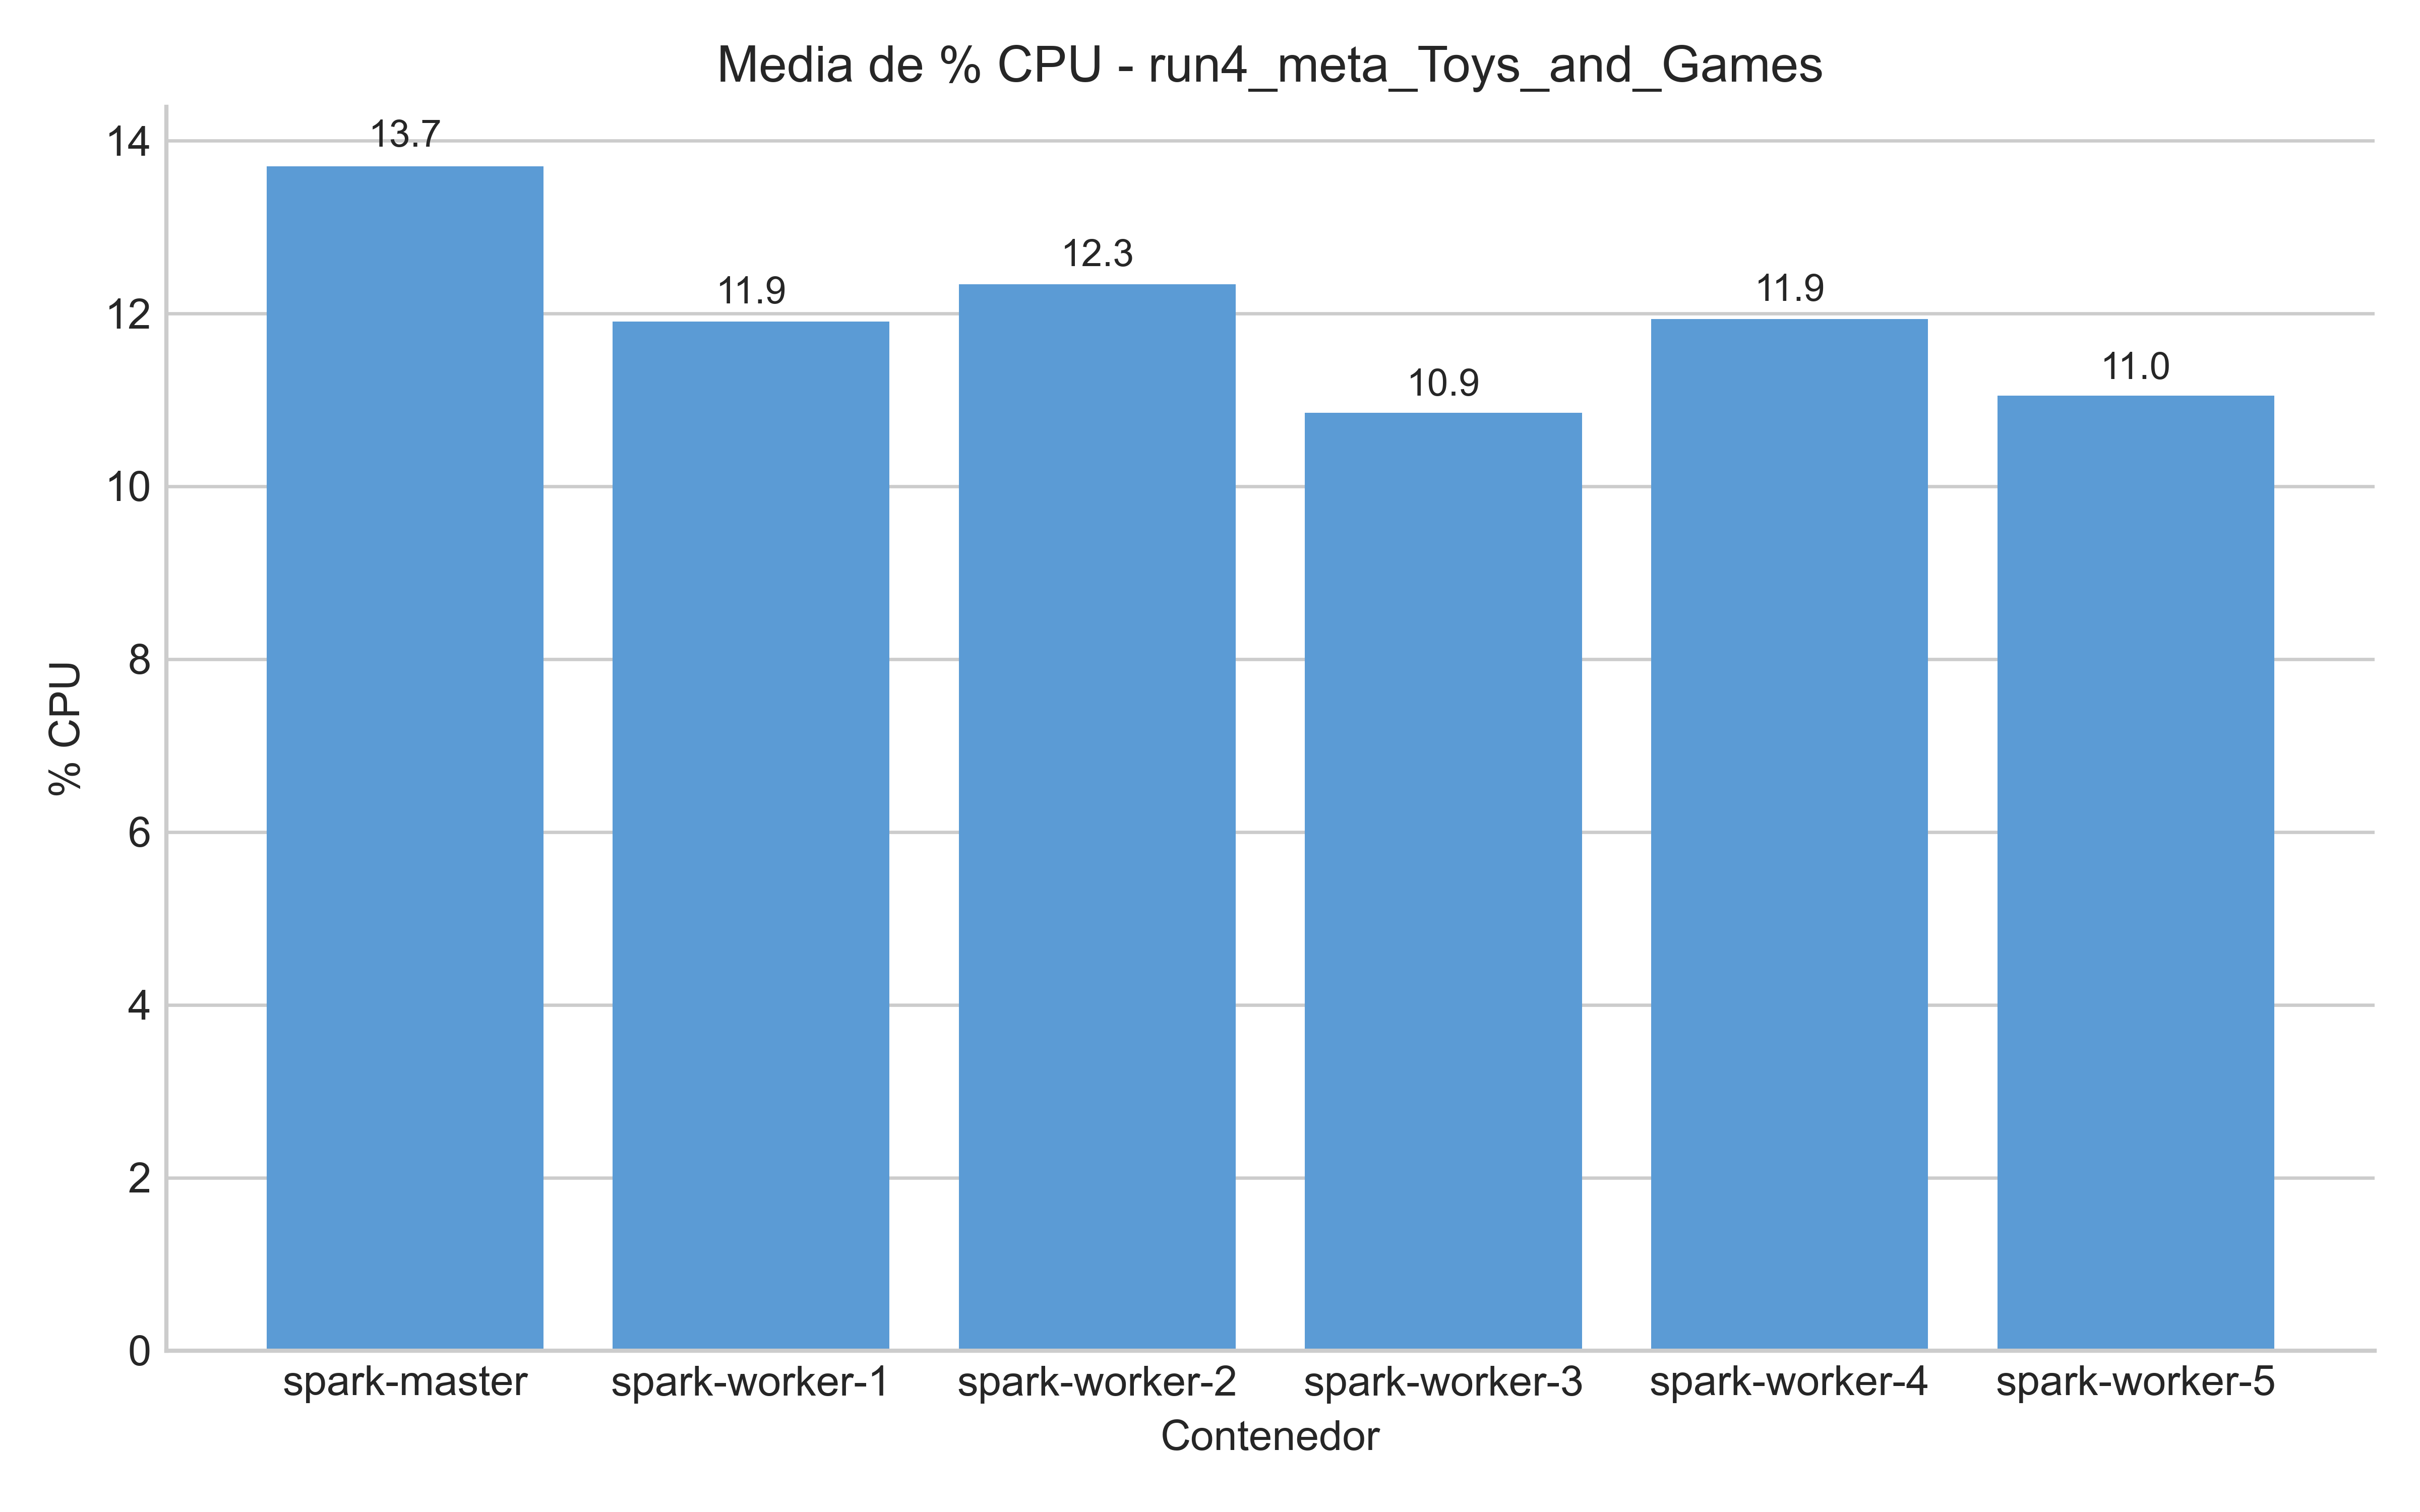 Media de % CPU - run4_meta_Toys_and_Games
14
12
10
8
6
4
2
0
% CPU
13.7
11.9
12.3
10.9
11.9
11.0
spark-master
spark-worker-1
spark-worker-2
spark-worker-3
spark-worker-4
spark-worker-5
Contenedor